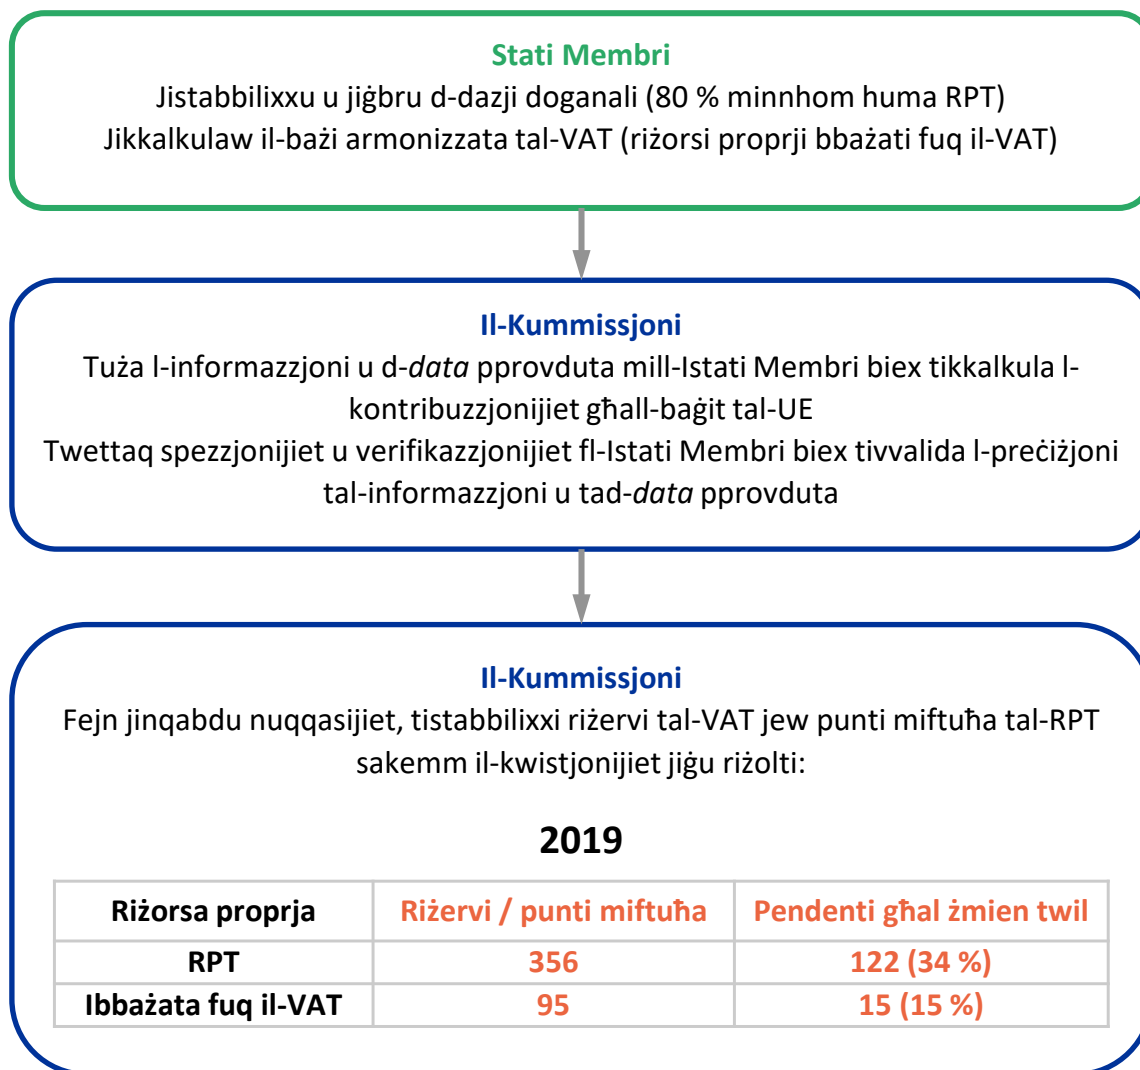 Stati Membri
Jistabbilixxu u jiġbru d-dazji doganali (80 % minnhom huma RPT)
Jikkalkulaw il-bażi armonizzata tal-VAT (riżorsi proprji bbażati fuq il-VAT)
Il-Kummissjoni
Tuża l-informazzjoni u d-data pprovduta mill-Istati Membri biex tikkalkula l-
kontribuzzjonijiet għall-baġit tal-UE
Twettaq spezzjonijiet u verifikazzjonijiet fl-Istati Membri biex tivvalida l-preċiżjoni
tal-informazzjoni u tad-data pprovduta
Il-Kummissjoni
Fejn jinqabdu nuqqasijiet, tistabbilixxi riżervi tal-VAT jew punti miftuħa tal-RPT
sakemm il-kwistjonijiet jiġu riżolti:
2019
Riżorsa proprja Riżervi / punti miftuħa Pendenti għal żmien twil
RPT 356 122 (34 %)
Ibbażata fuq il-VAT 95 15 (15 %)